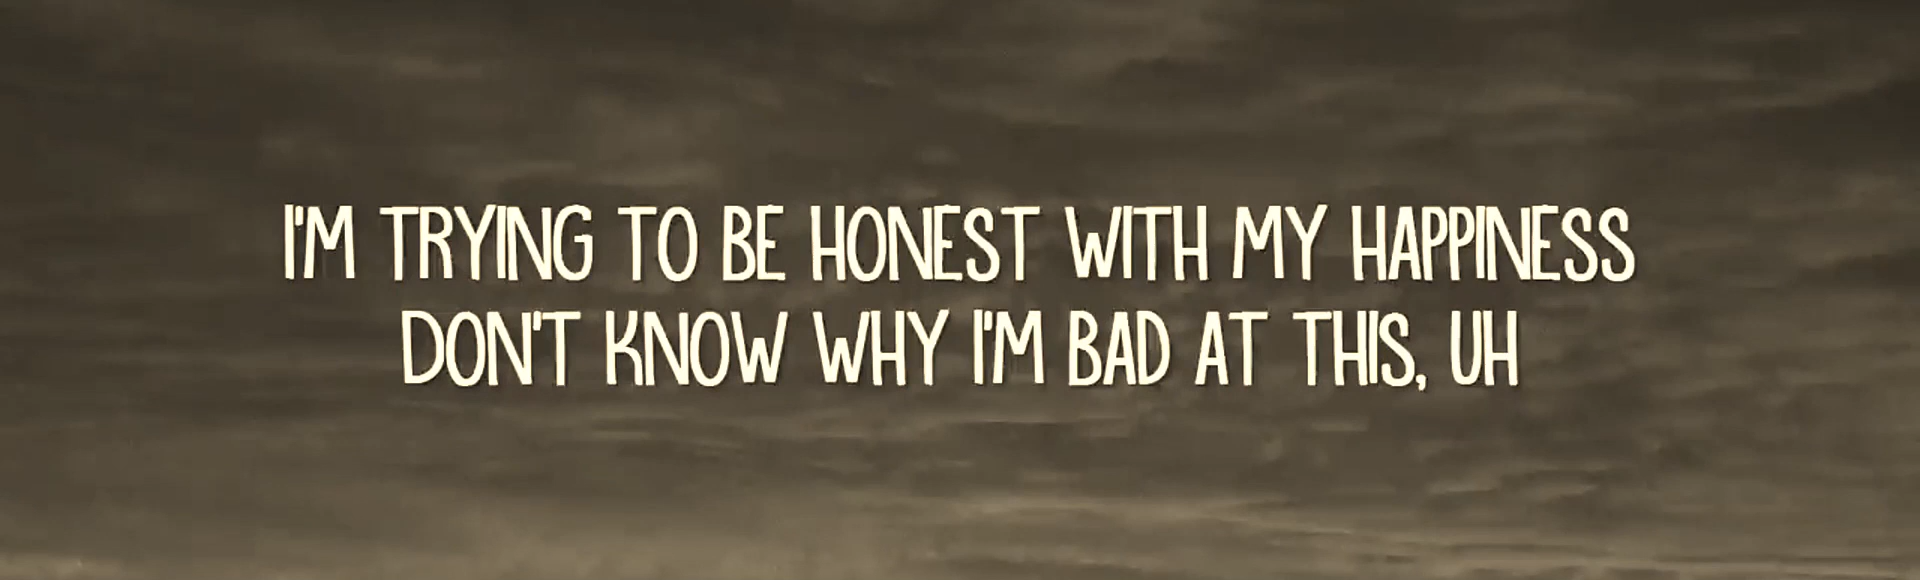 I'M TRYING TO BE HONEST WITH MY HAPPINESS
DON'T KNOW WHY I'M BAD AT THIS, UH